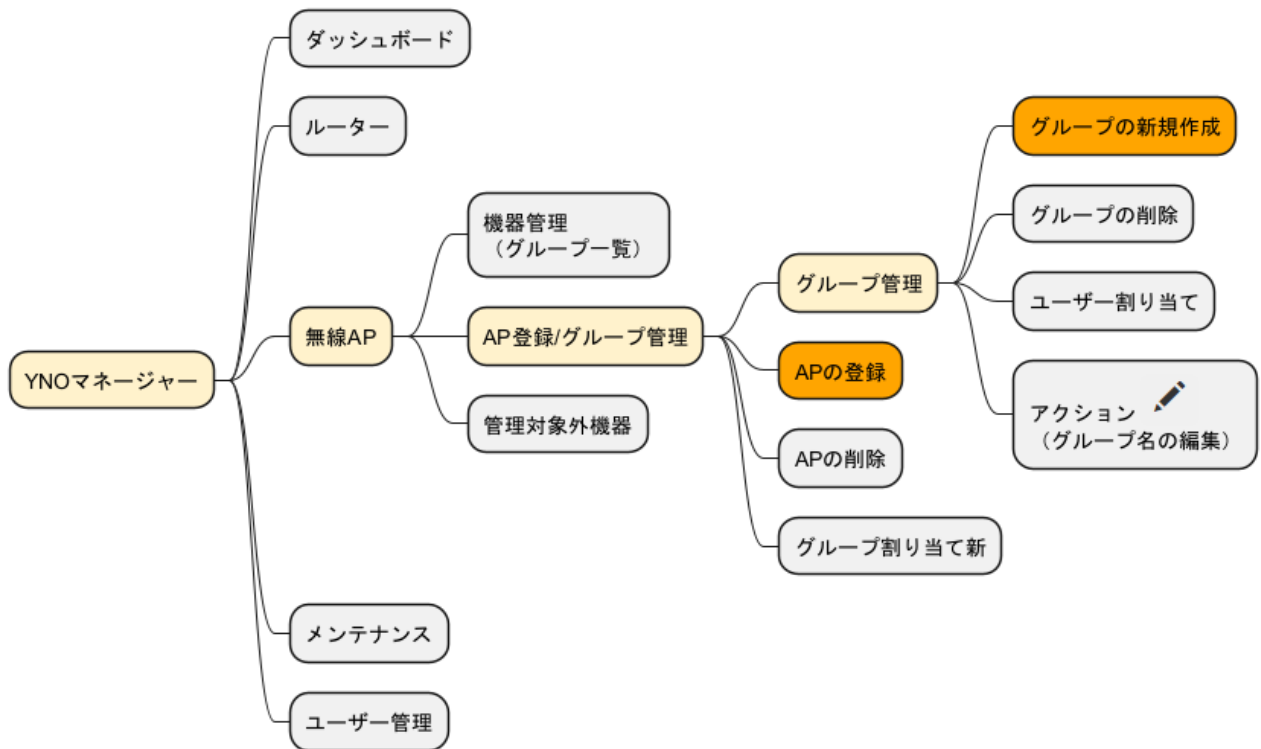 YNOマネージャー
ダッシュボード
ルーター
無線AP
機器管理
（グループ一覧）
AP登録/グループ管理
グループ管理
グループの新規作成
グループの削除
ユーザー割り当て
アクション
（グループ名の編集）
APの登録
APの削除
グループ割り当て新
管理対象外機器
メンテナンス
ユーザー管理